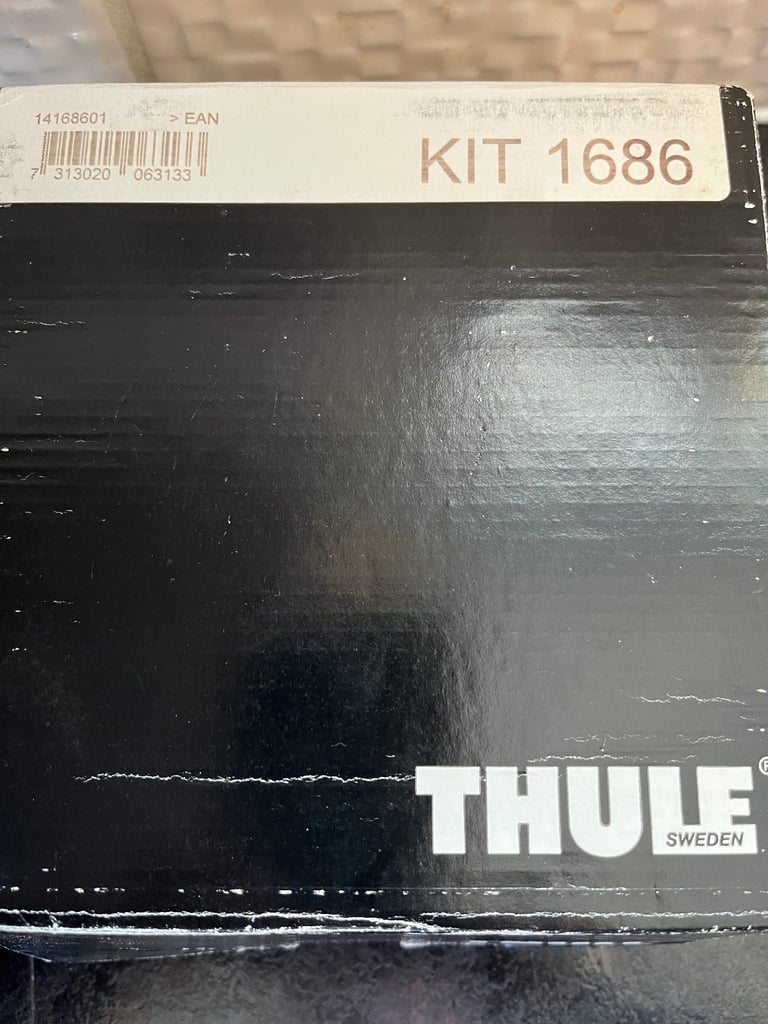 14168601 > EAN
7 313020 063133
KIT 1686
THULE®
SWEDEN